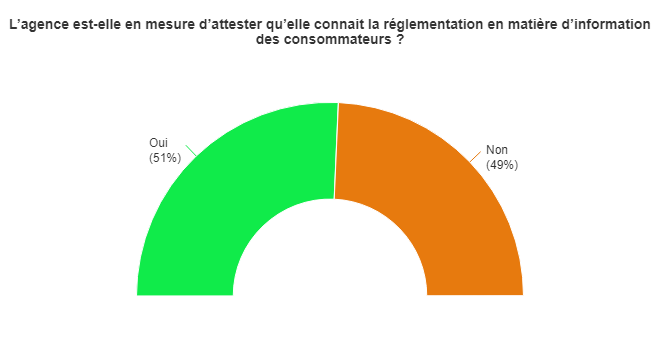 L’agence est-elle en mesure d’attester qu’elle connait la réglementation en matière d’information
des consommateurs ?
Oui
(51%)
Non
(49%)